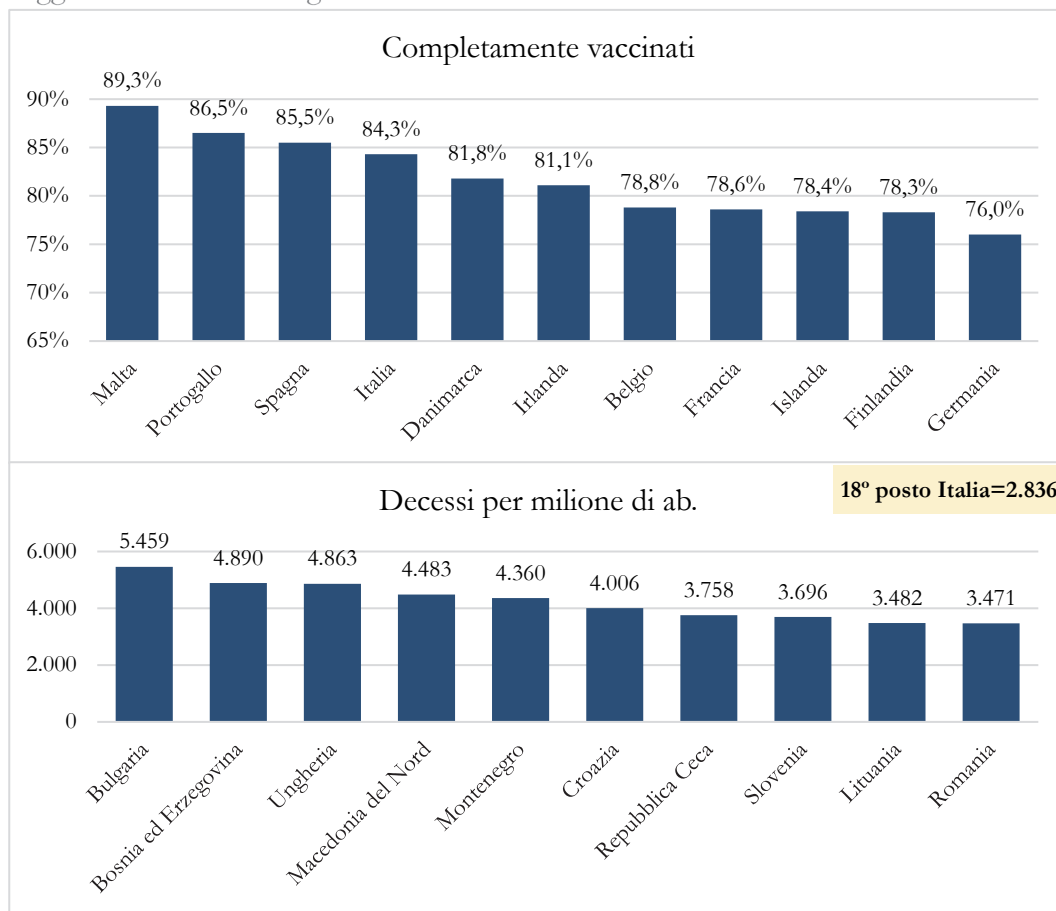 Completamente vaccinati
89,3%
86,5%
85,5%
84,3%
81,8%
81,1%
78,8%
78,6%
78,4%
78,3%
76,0%
90%
85%
80%
75%
70%
65%
Malta
Portogallo
Spagna
Italia
Danimarca
Irlanda
Belgio
Francia
Islanda
Finlandia
Germania
18º posto Italia=2.836
Decessi per milione di ab.
5.459
4.890
4.863
4.483
4.360
4.006
3.758
3.696
3.482
3.471
6.000
4.000
2.000
0
Bulgaria
Bosnia ed Erzegovina
Ungheria
Macedonia del Nord
Montenegro
Croazia
Repubblica Ceca
Slovenia
Lituania
Romania